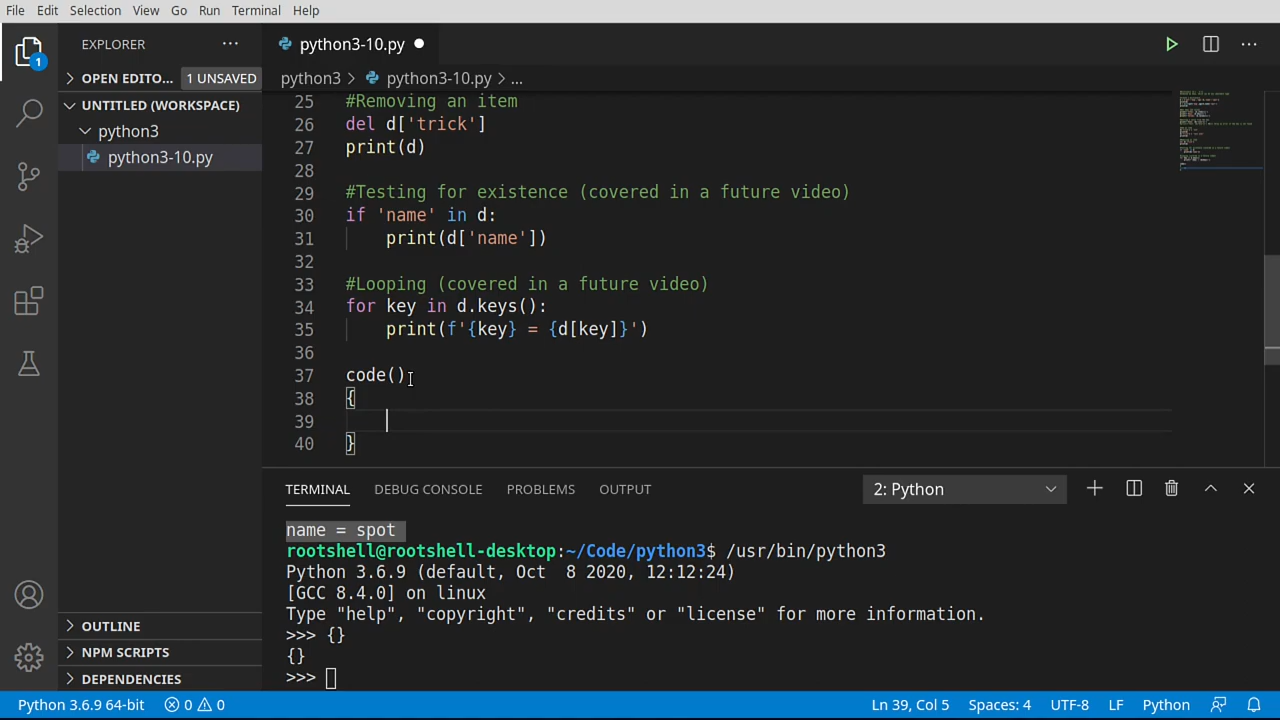 File Edit Selection View Go Run Terminal Help
1
EXPLORER ...
OPEN EDITO... 1 UNSAVED
UNTITLED (WORKSPACE)
python3
python3-10.py
OUTLINE
NPM SCRIPTS
DEPENDENCIES
python3-10.py
python3 > python3-10.py > ...
25 #Removing an item
26 del d['trick']
27 print(d)
28
29 #Testing for existence (covered in a future video)
30 if 'name' in d:
31 print(d['name'])
32
33 #Looping (covered in a future video)
34 for key in d.keys():
35 print(f'{key} = {d[key]}')
36
37 code()
38 {
39
40 }
TERMINAL DEBUG CONSOLE PROBLEMS OUTPUT 2: Python
name = spot
rootshell@rootshell-desktop:~/Code/python3$ /usr/bin/python3
Python 3.6.9 (default, Oct  8 2020, 12:12:24)
[GCC 8.4.0] on linux
Type "help", "copyright", "credits" or "license" for more information.
>>> {}
{}
>>>
Python 3.6.9 64-bit 0 0 Ln 39, Col 5 Spaces: 4 UTF-8 LF Python